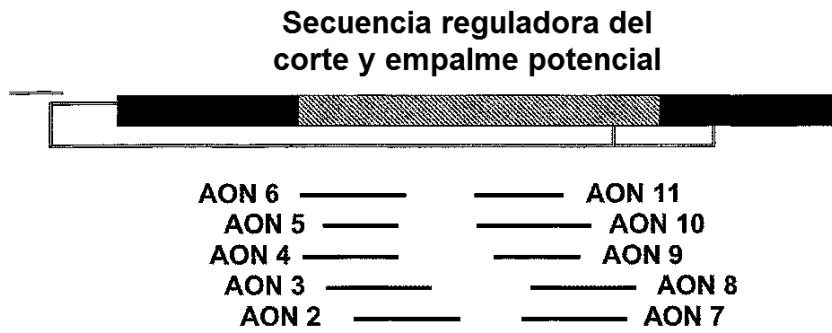 Secuencia reguladora del
corte y empalme potencial
AON 6 AON 11
AON 5 AON 10
AON 4 AON 9
AON 3 AON 8
AON 2 AON 7